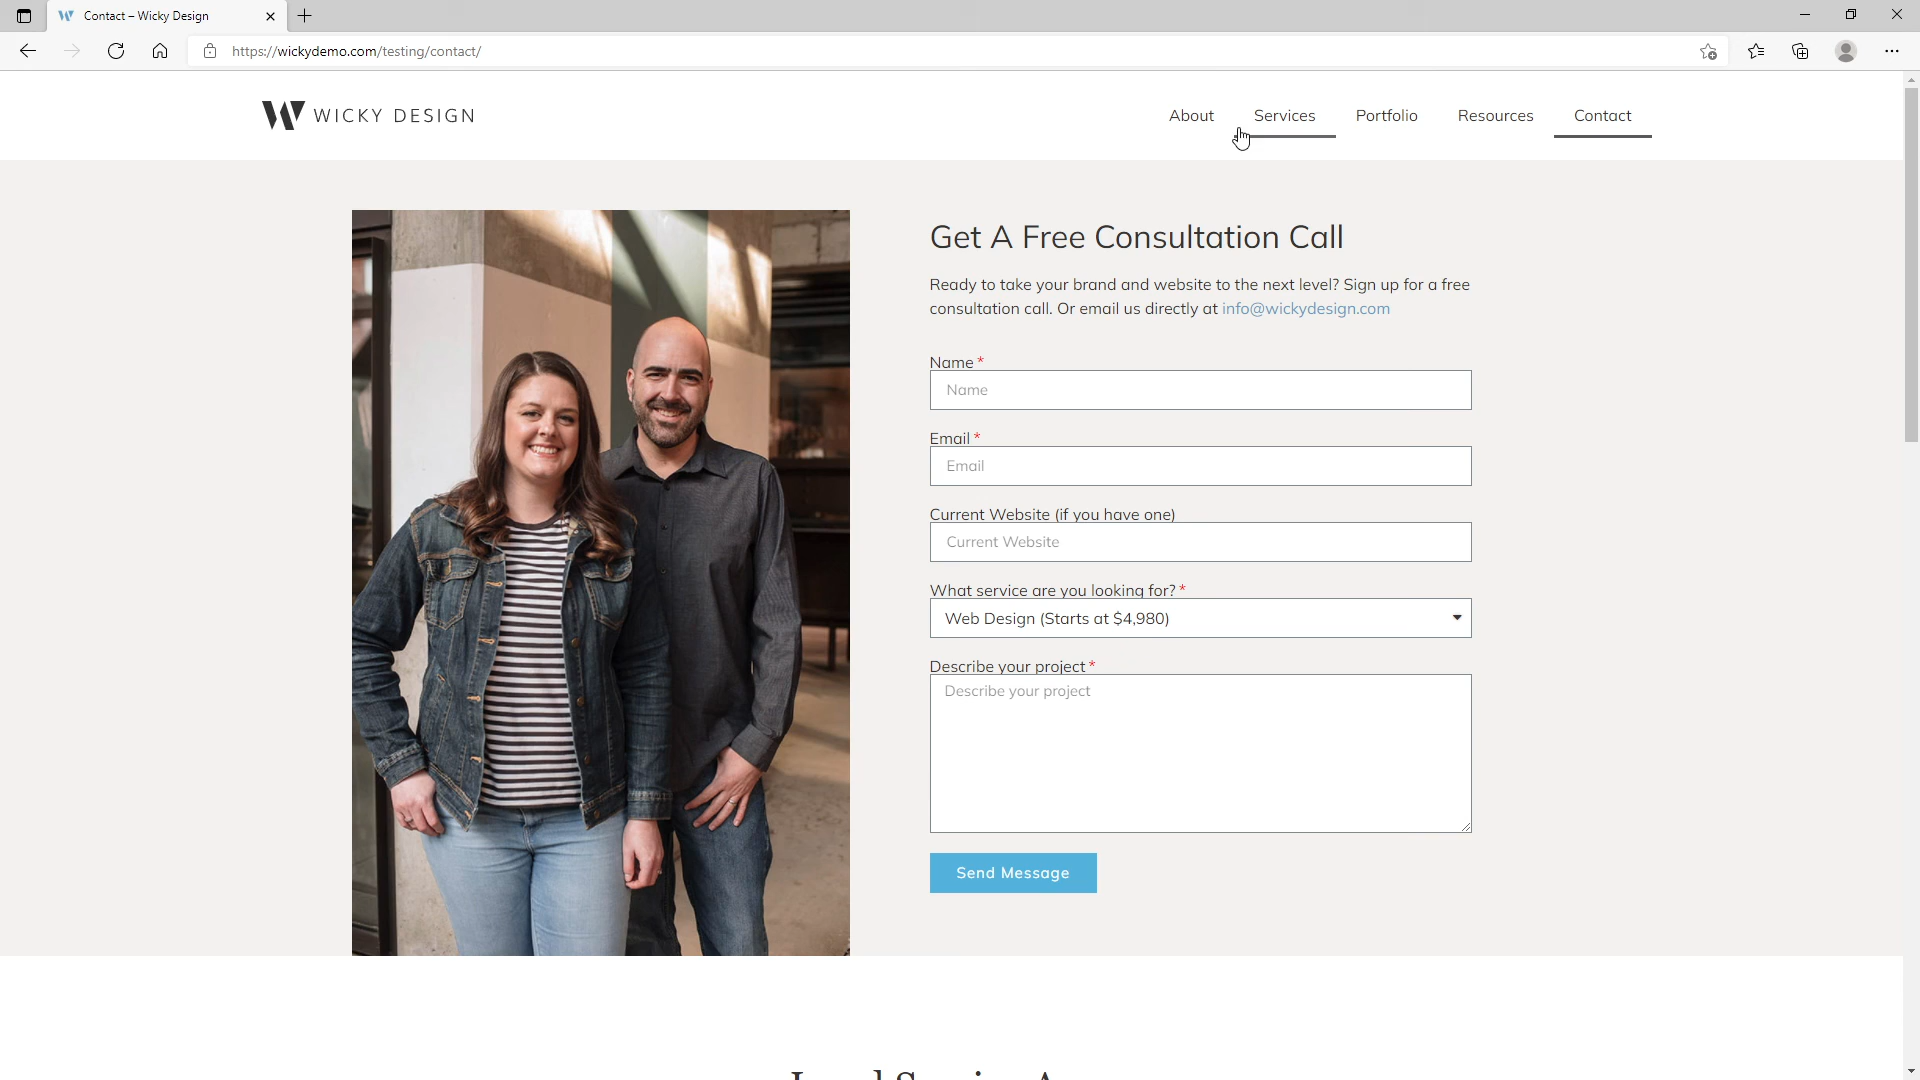 Contact – Wicky Design
https://wickydemo.com/testing/contact/
WICKY DESIGN
About
Services
Portfolio
Resources
Contact
Get A Free Consultation Call
Ready to take your brand and website to the next level? Sign up for a free
consultation call. Or email us directly at info@wickydesign.com
Name *
Name
Email *
Email
Current Website (if you have one)
Current Website
What service are you looking for? *
Web Design (Starts at $4,980)
Describe your project *
Describe your project
Send Message